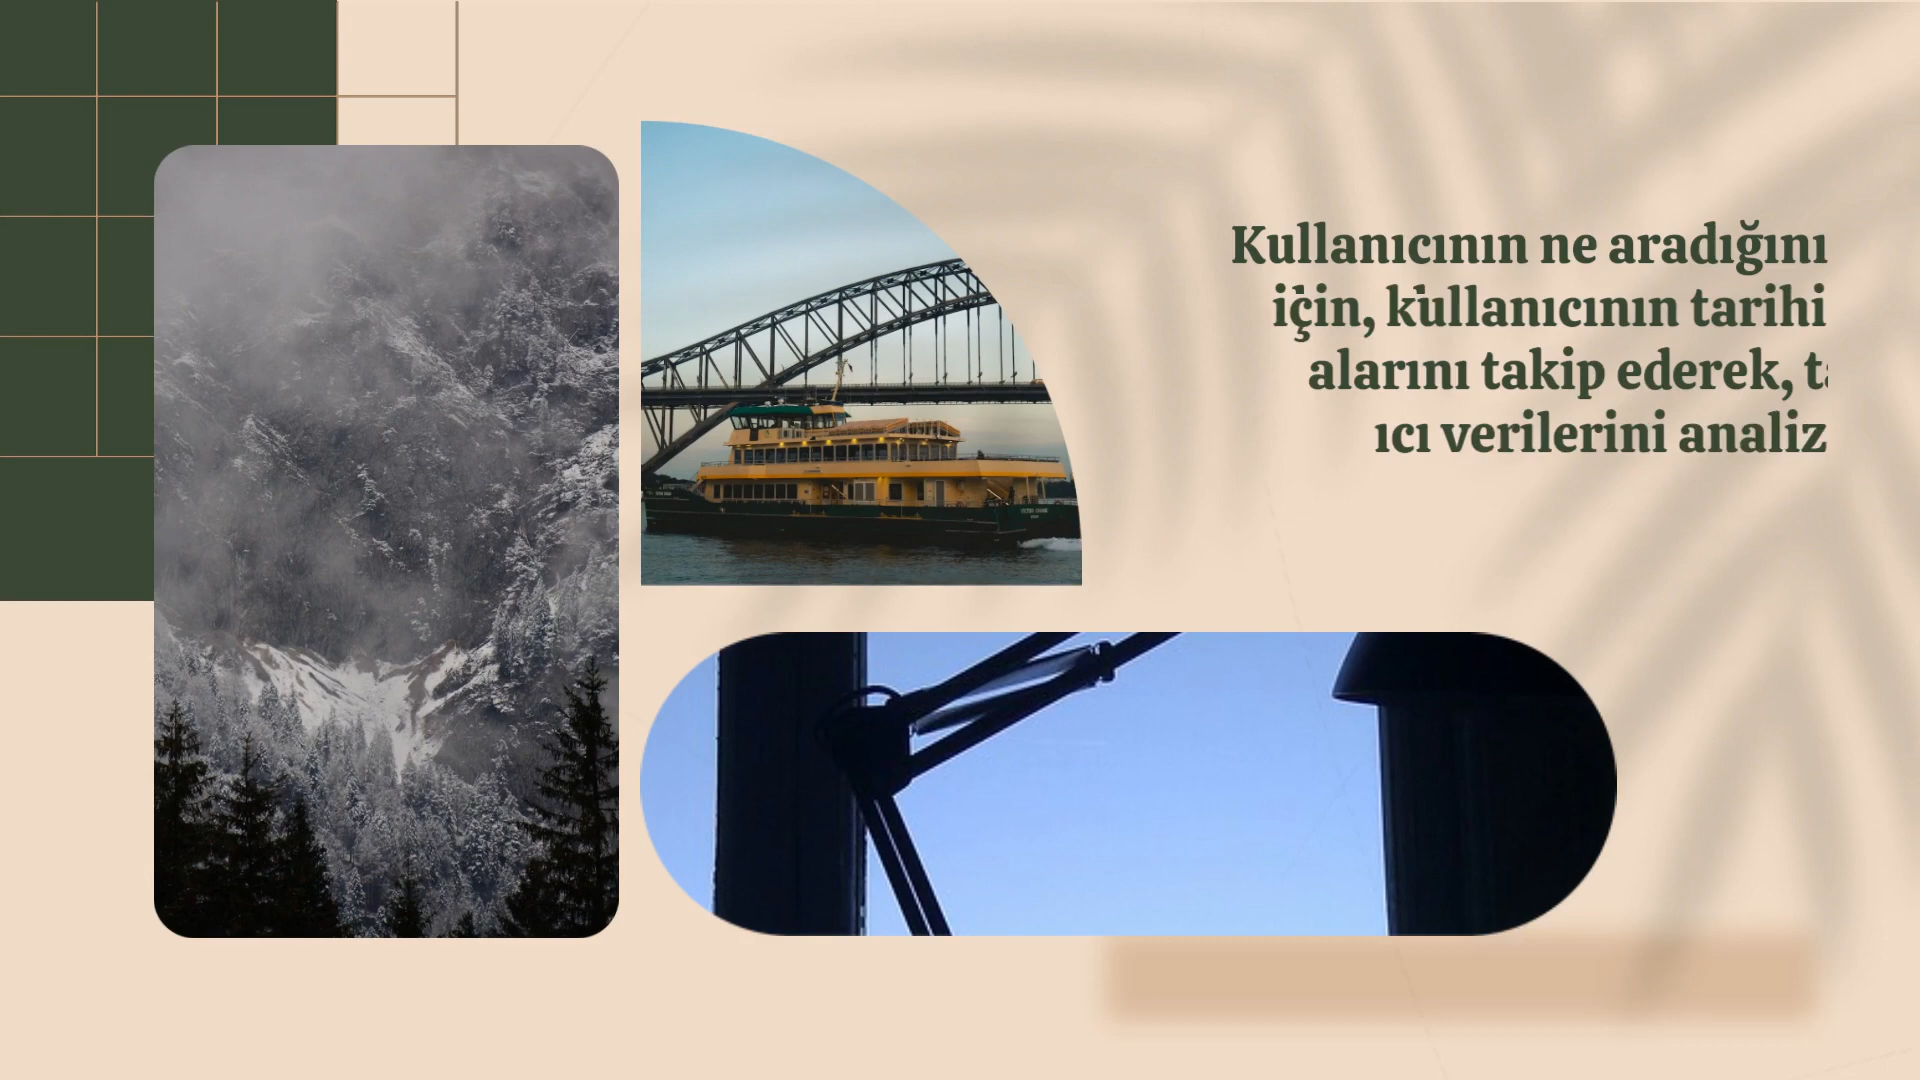 Kullanıcının ne aradığını
için, kullanıcının tarihi
alarını takip ederek,
ıcı verilerini analiz